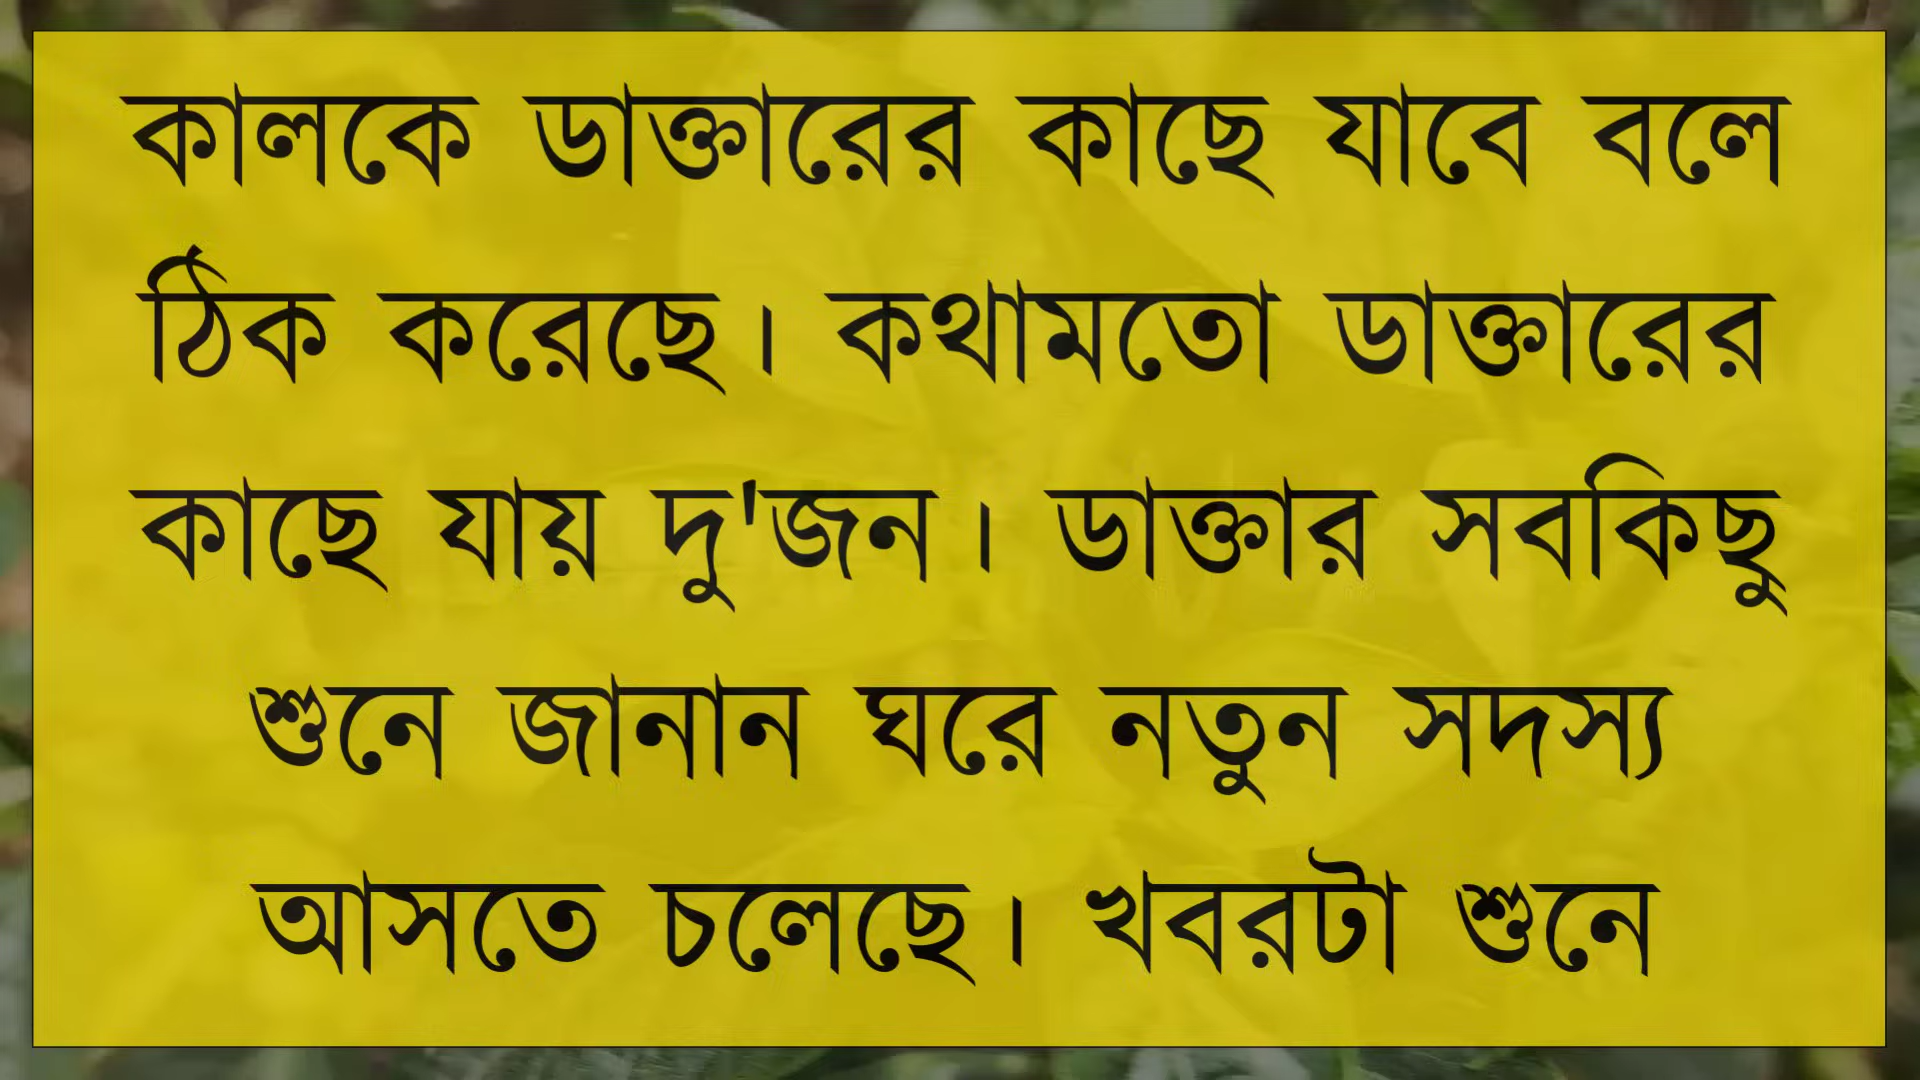 কালকে ডাক্তারের কাছে যাবে বলে
ঠিক করেছে। কথামতো ডাক্তারের
কাছে যায় দু'জন। ডাক্তার সবকিছু
শুনে জানান ঘরে নতুন সদস্য
আসতে চলেছে। খবরটা শুনে